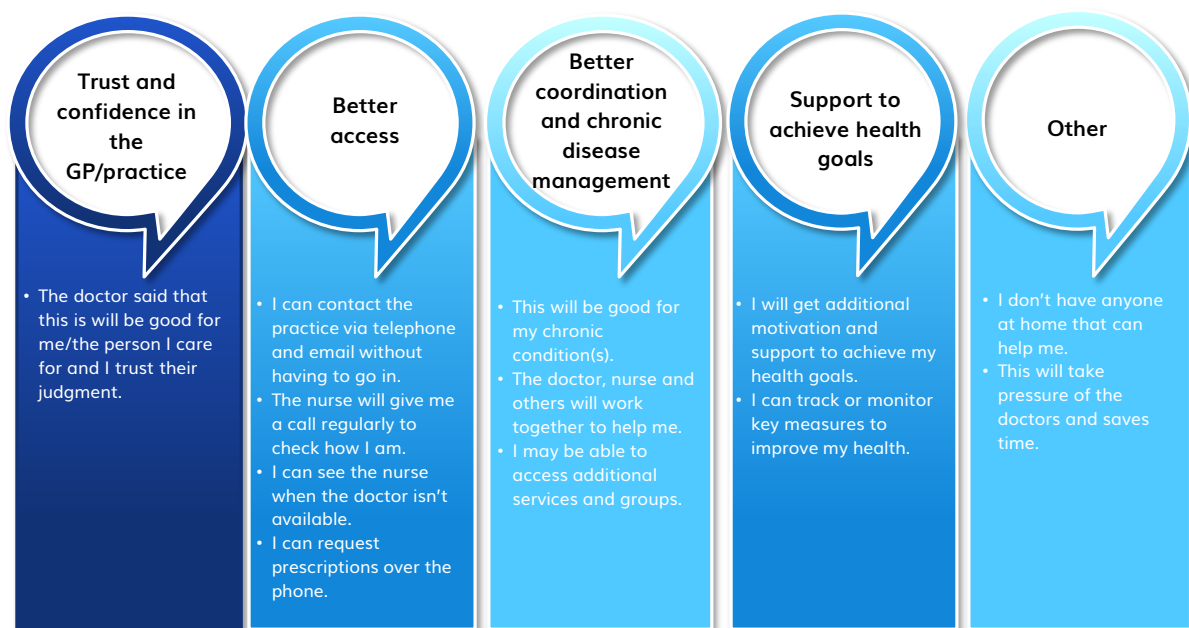 Trust and
confidence in
the
GP/practice
• The doctor said that
this is will be good for
me/the person I care
for and I trust their
judgment.
Better
access
• I can contact the
practice via telephone
and email without
having to go in.
• The nurse will give me
a call regularly to
check how I am.
• I can see the nurse
when the doctor isn’t
available.
• I can request
prescriptions over the
phone.
Better
coordination
and chronic
disease
management
• This will be good for
my chronic
condition(s).
• The doctor, nurse and
others will work
together to help me.
• I may be able to
access additional
services and groups.
Support to
achieve health
goals
• I will get additional
motivation and
support to achieve my
health goals.
• I can track or monitor
key measures to
improve my health.
Other
• I don’t have anyone
at home that can
help me.
• This will take
pressure of the
doctors and saves
time.